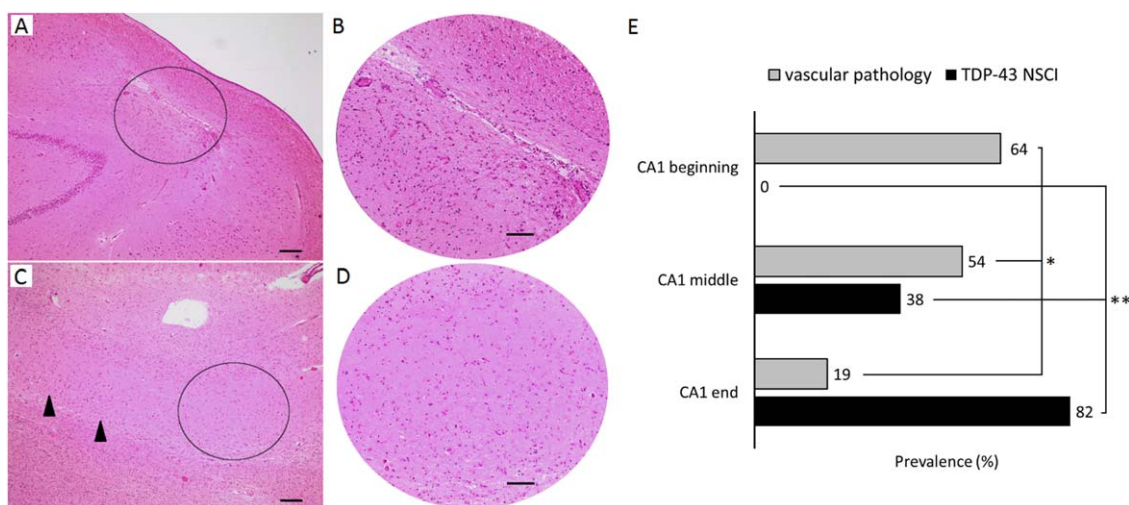 A
B
E
vascular pathology TDP-43 NSCI
CA1 beginning
64
0
CA1 middle
54
*
38
**
C
D
CA1 end
19
82
Prevalence (%)